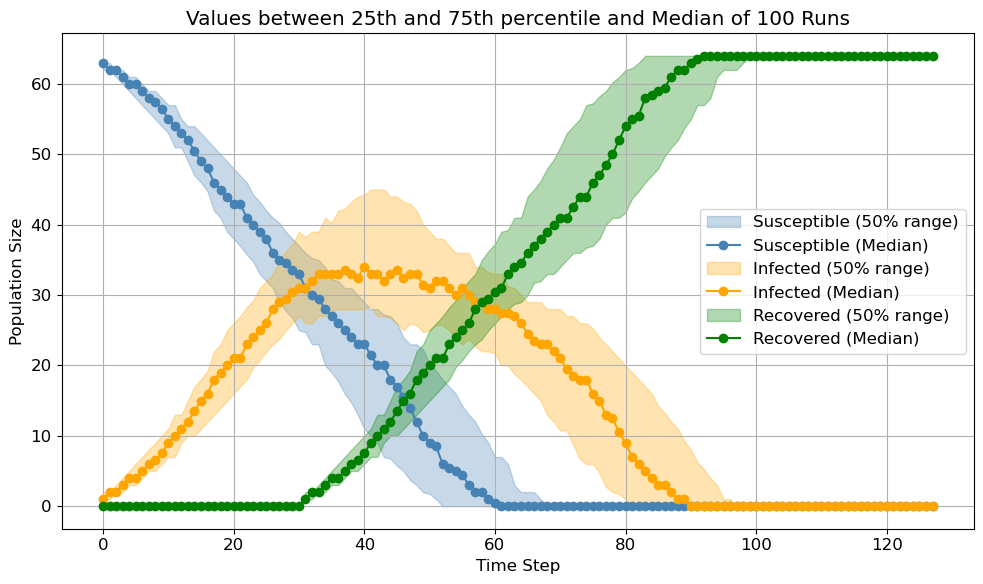 Values between 25th and 75th percentile and Median of 100 Runs
Population Size
60
50
40
30
20
10
0
Susceptible (50% range)
Susceptible (Median)
Infected (50% range)
Infected (Median)
Recovered (50% range)
Recovered (Median)
0 20 40 60 80 100 120
Time Step